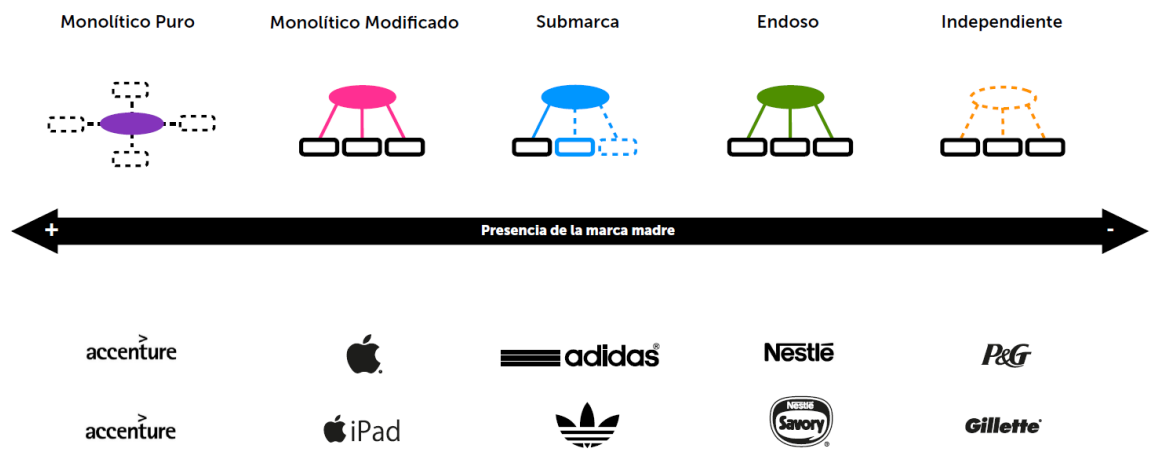 Monolítico Puro
Monolítico Modificado
Submarca
Endoso
Independiente
+ Presencia de la marca madre -
accenture
adidas
Nestlé
P&G
accenture
iPad
Nestlé
Savory
Gillette